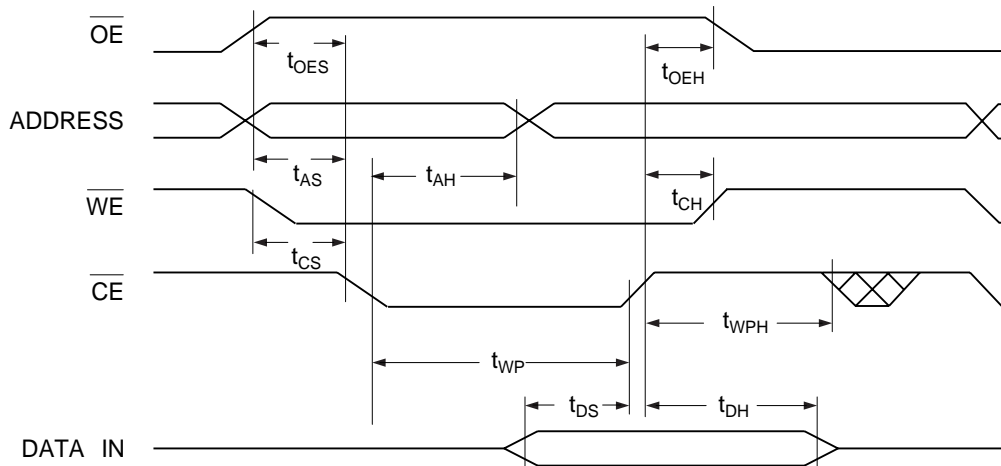 OE
tOES
tOEH
ADDRESS
tAS
tAH
tCH
WE
tCS
CE
tWPH
tWP
tDS
tDH
DATA IN